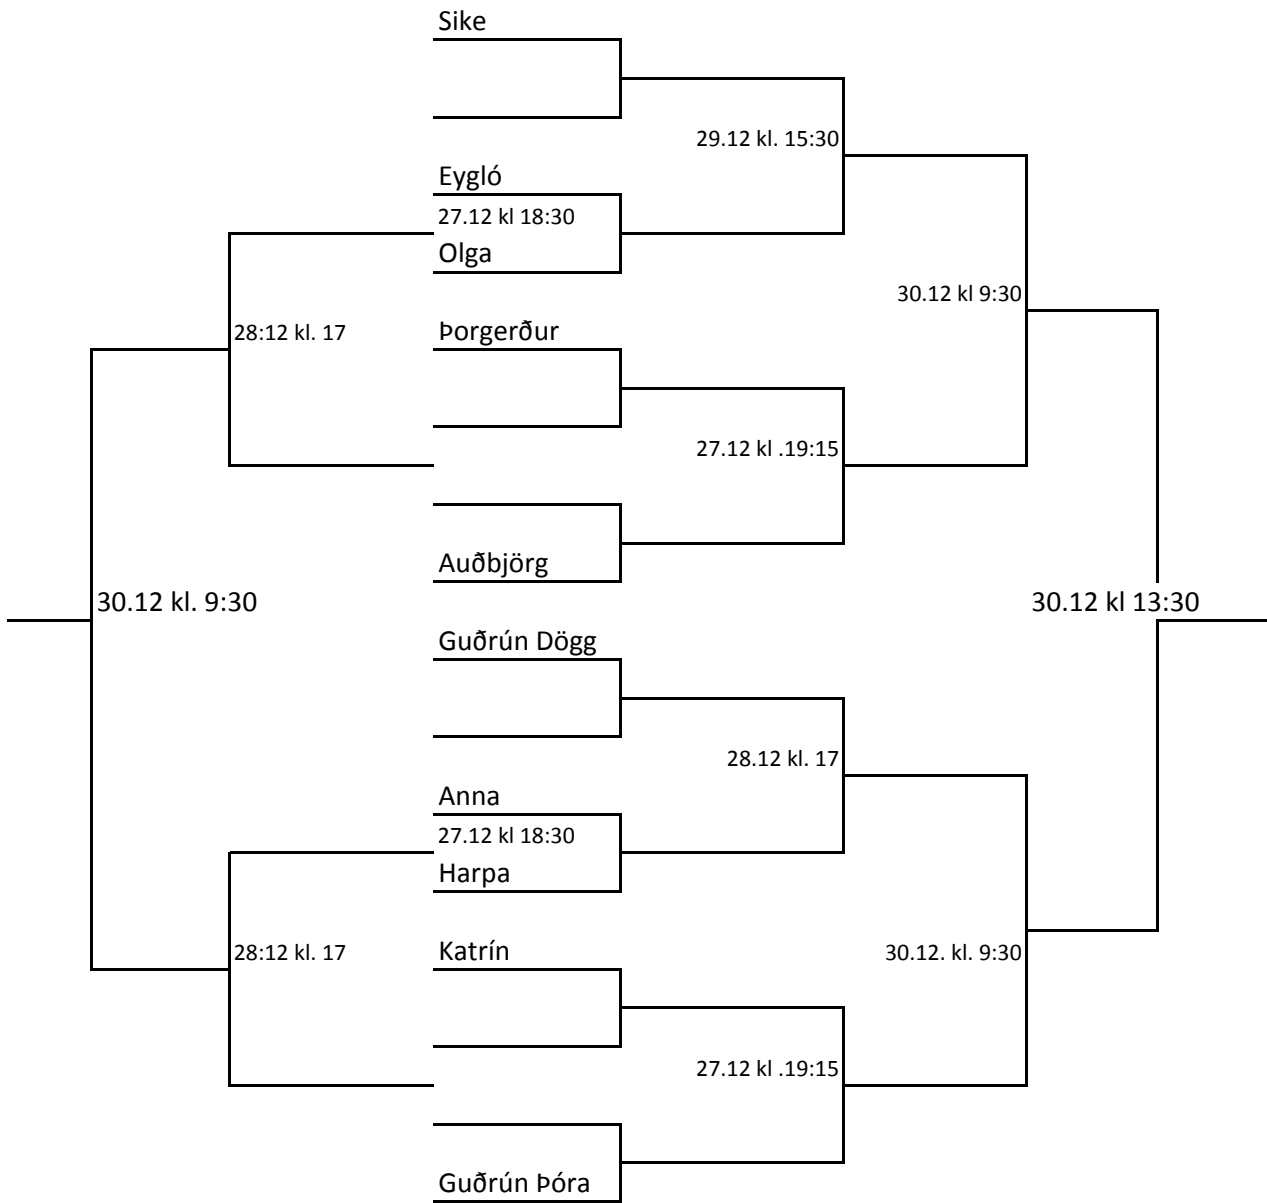 Sike
29.12 kl. 15:30
Eygló
27.12 kl 18:30
Olga
30.12 kl 9:30
28:12 kl. 17
Þorgerður
27.12 kl .19:15
Auðbjörg
30.12 kl. 9:30
30.12 kl 13:30
Guðrún Dögg
28.12 kl. 17
Anna
27.12 kl 18:30
Harpa
28:12 kl. 17
Katrín
30.12. kl. 9:30
27.12 kl .19:15
Guðrún Þóra